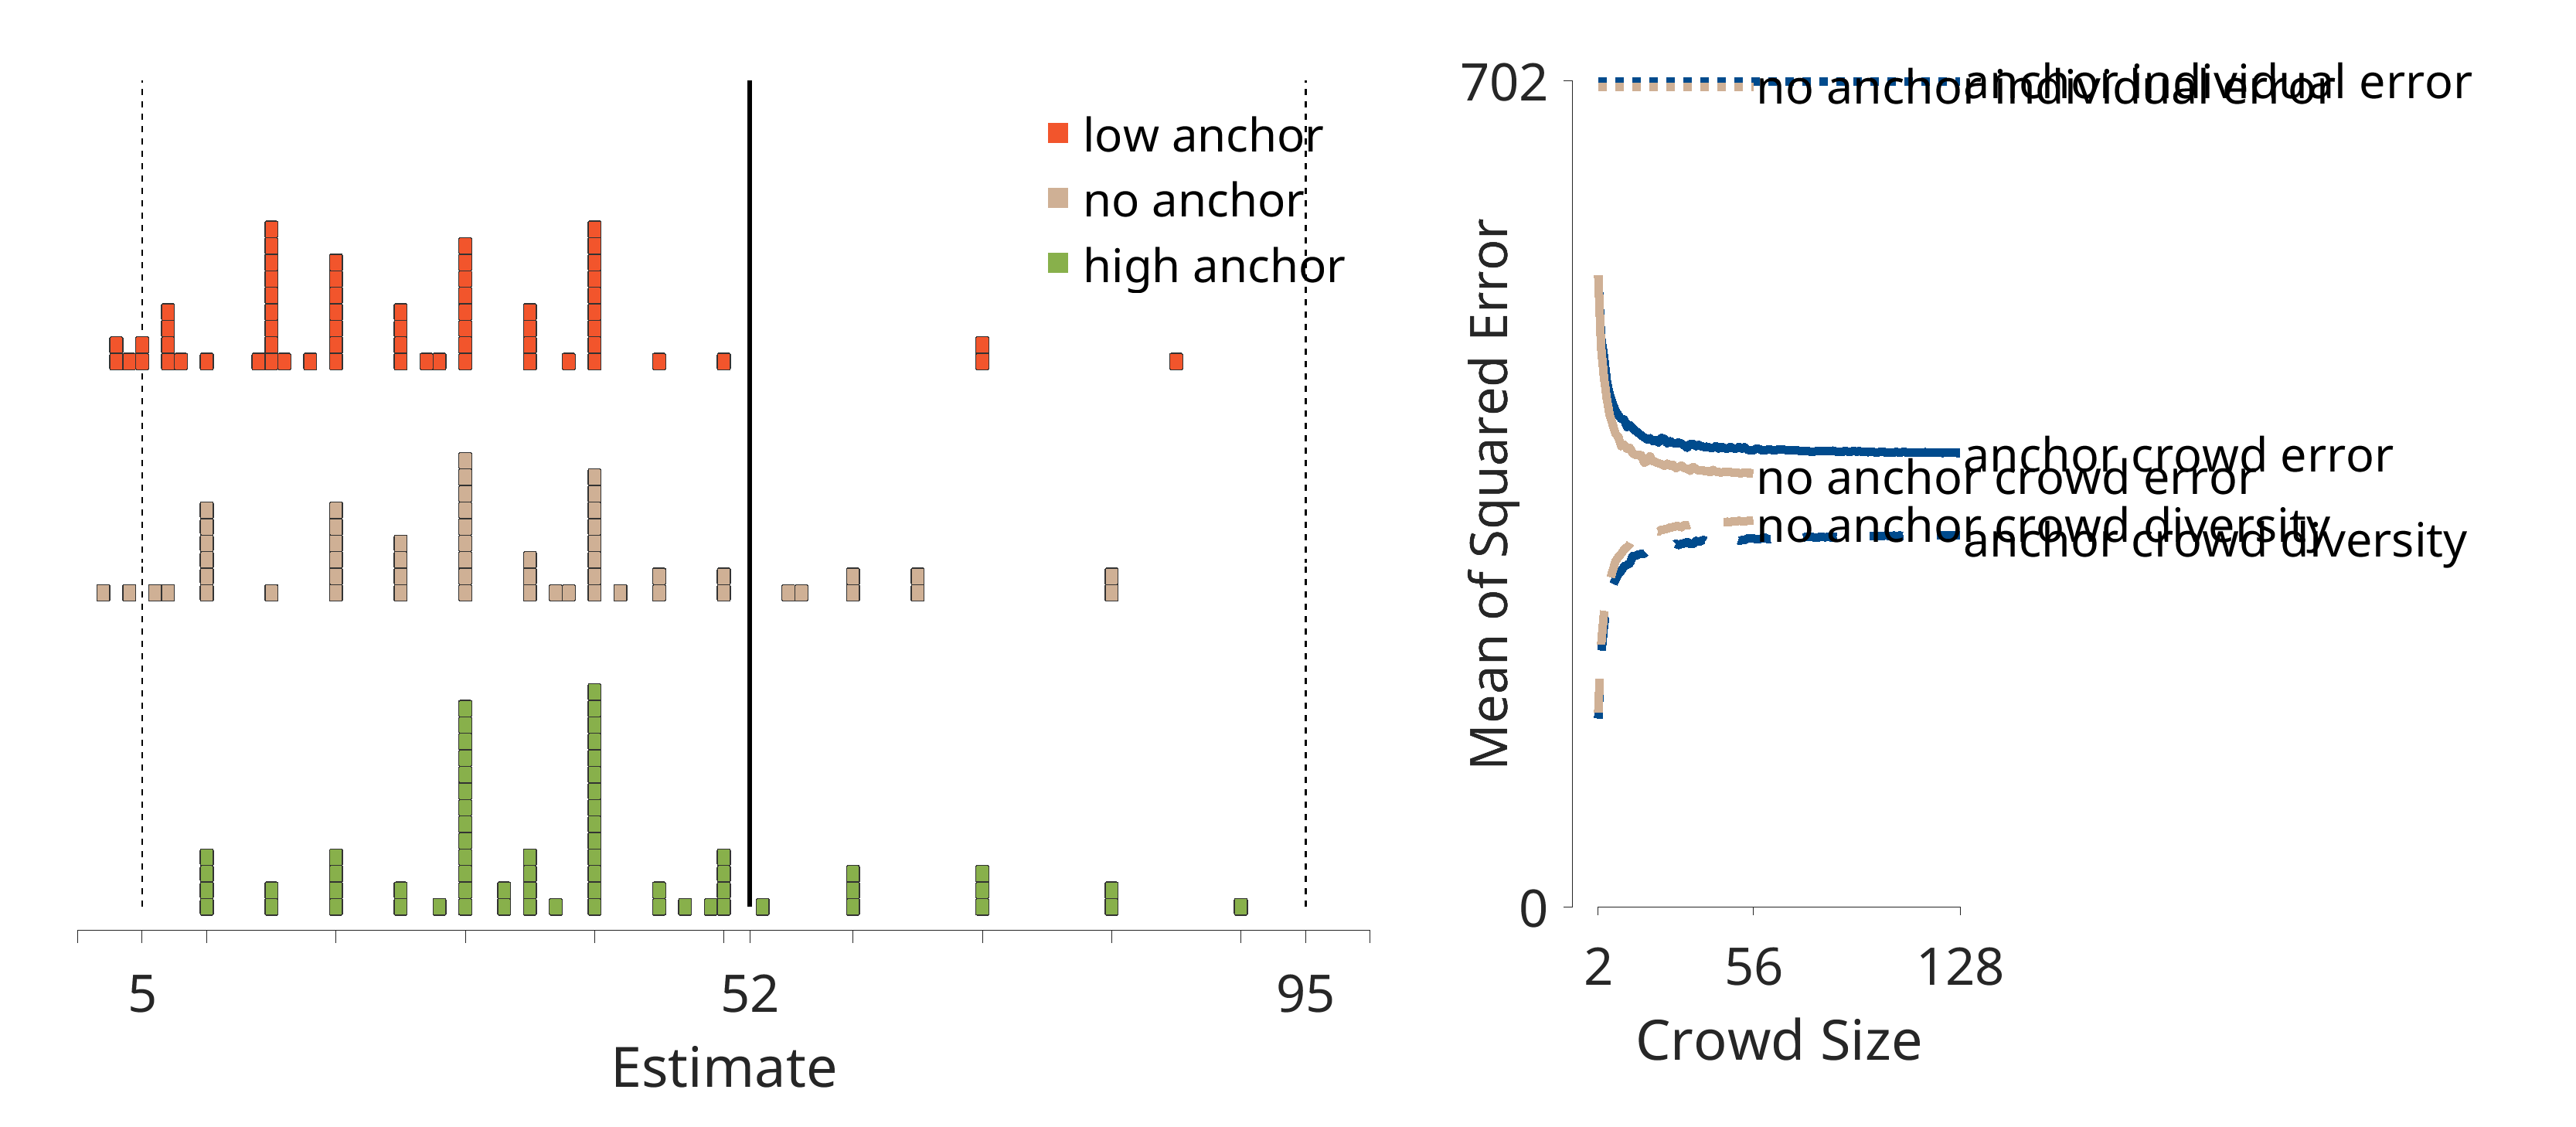 low anchor
no anchor
high anchor
5
52
95
Estimate
702
0
Mean of Squared Error
anchor individual error
no anchor individual error
anchor crowd error
no anchor crowd error
no anchor crowd diversity
anchor crowd diversity
2
56
128
Crowd Size